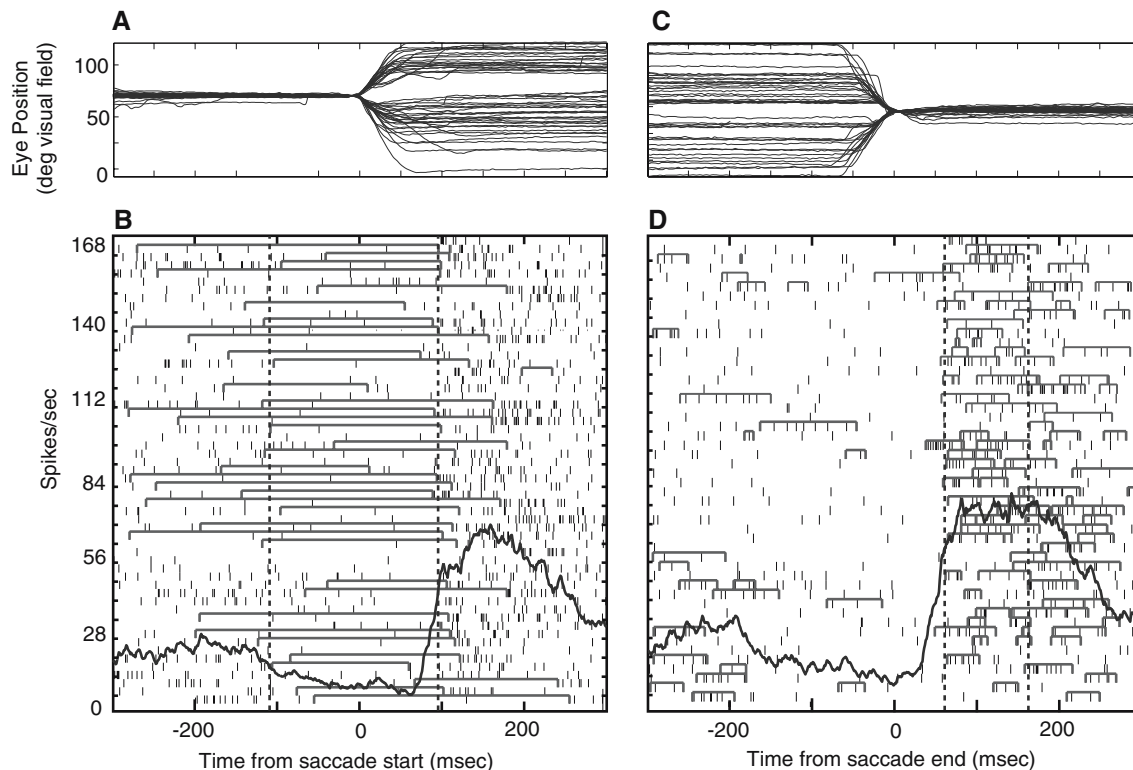 A
C
Eye Position
(deg visual field)
100
50
0
B
D
Spikes/sec
168
140
112
84
56
28
0
-200
0
200
-200
0
200
Time from saccade start (msec)
Time from saccade end (msec)